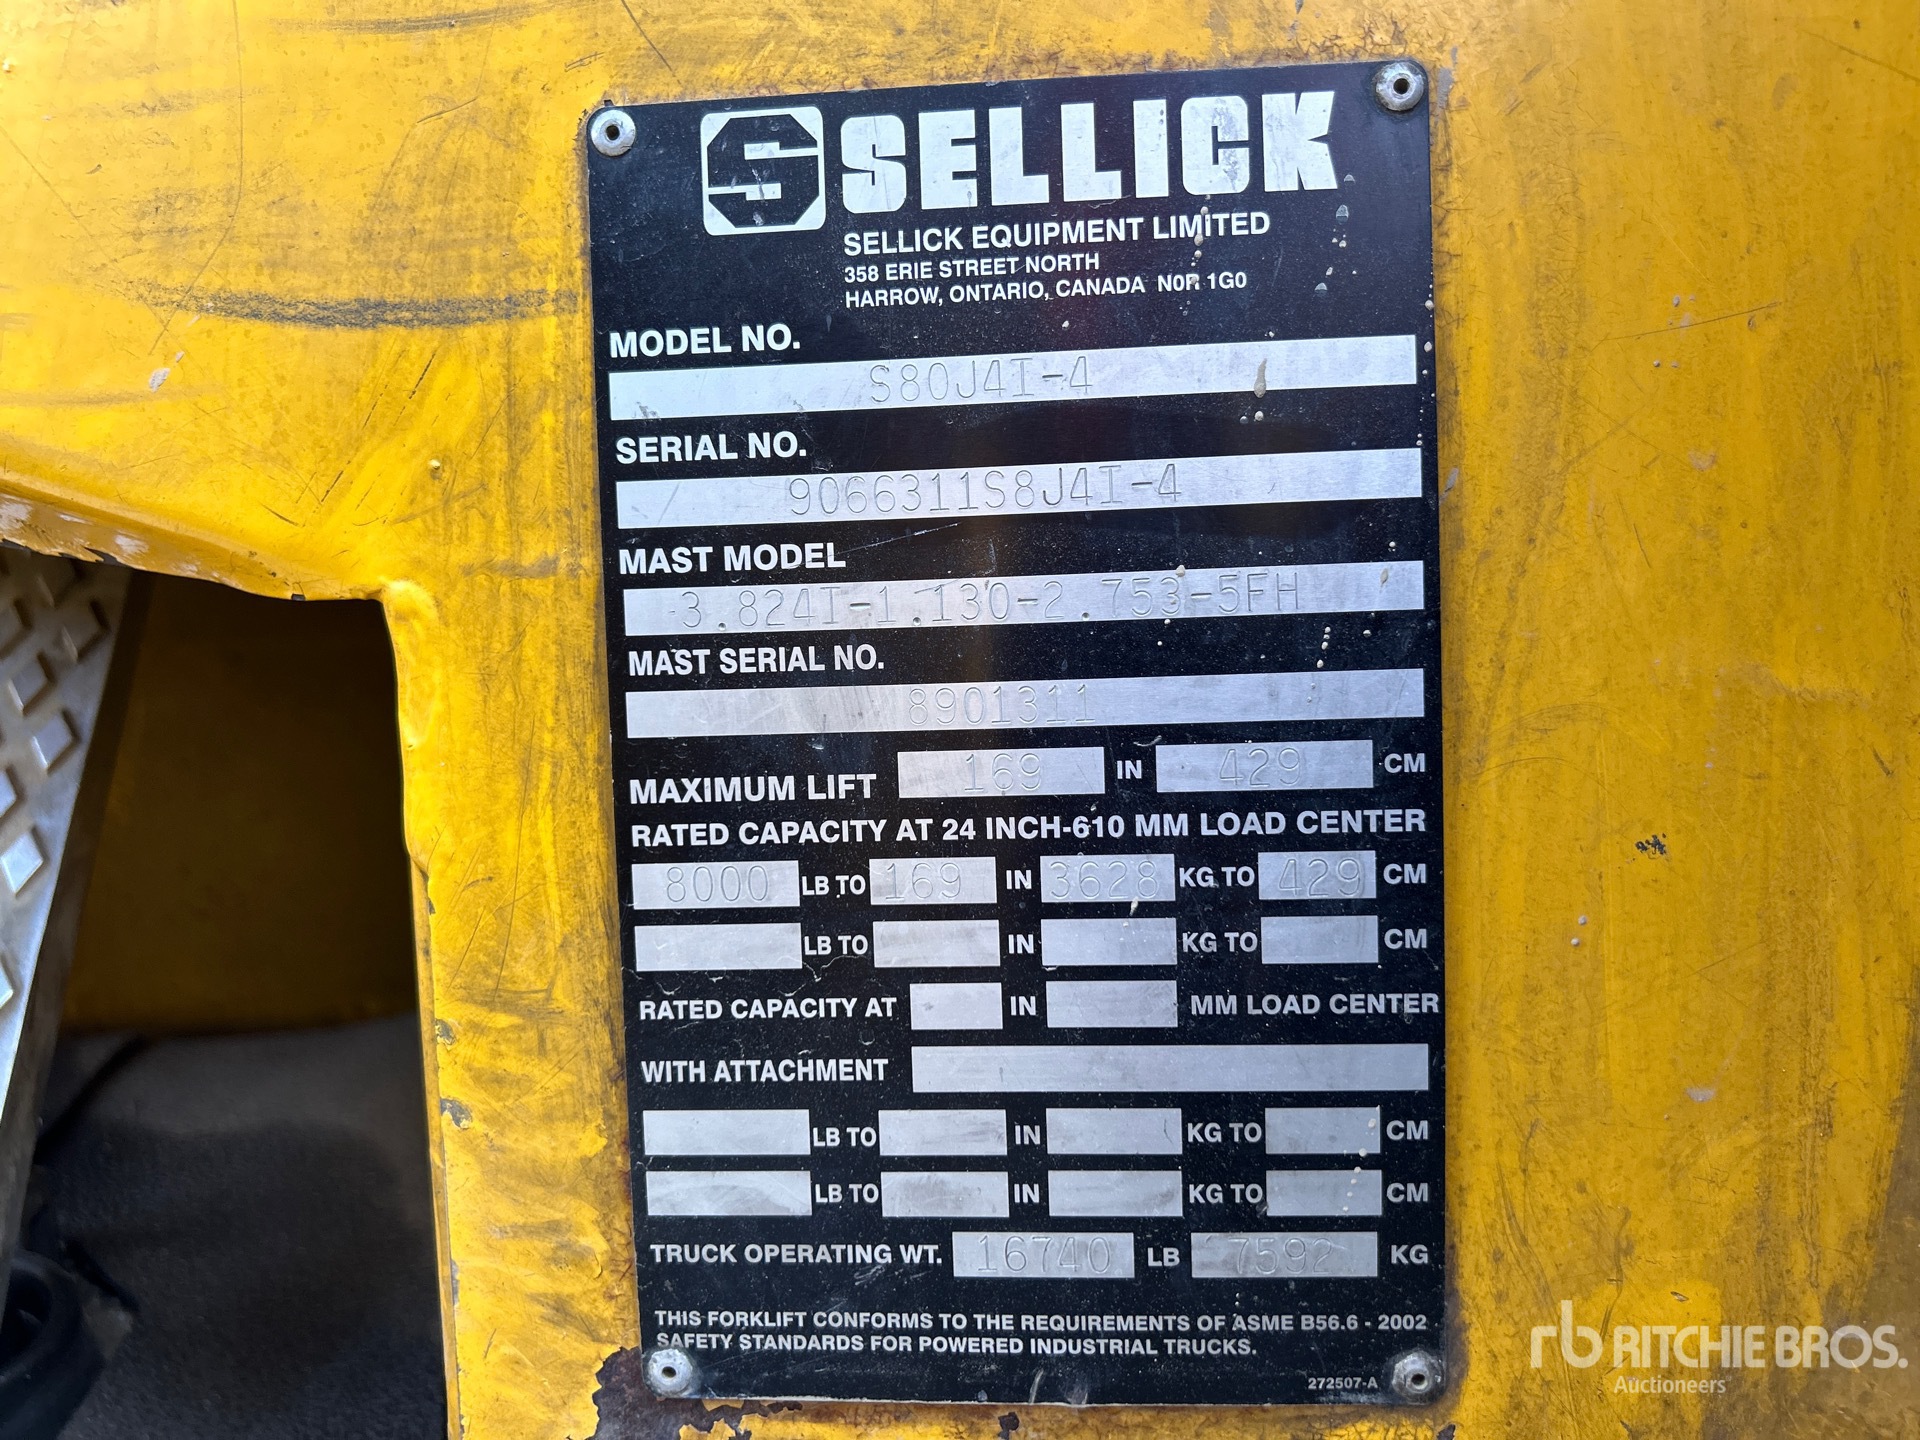 S SELLICK
SELLICK EQUIPMENT LIMITED
358 ERIE STREET NORTH
HARROW, ONTARIO, CANADA N0R 1G0
MODEL NO.
S80J4I-4
SERIAL NO.
9066311S8J4I-4
MAST MODEL
3.824I-1.130-2.753-5FH
MAST SERIAL NO.
8901311
MAXIMUM LIFT 169 IN 429 CM
RATED CAPACITY AT 24 INCH-610 MM LOAD CENTER
8000 LB TO 169 IN 3628 KG TO 429 CM
LB TO IN KG TO CM
RATED CAPACITY AT IN MM LOAD CENTER
WITH ATTACHMENT
LB TO IN KG TO CM
LB TO IN KG TO CM
TRUCK OPERATING WT. 16740 LB 7592 KG
THIS FORKLIFT CONFORMS TO THE REQUIREMENTS OF ASME B56.6 - 2002
SAFETY STANDARDS FOR POWERED INDUSTRIAL TRUCKS.
272507-A
rb RITCHIE BROS.
Auctioneers